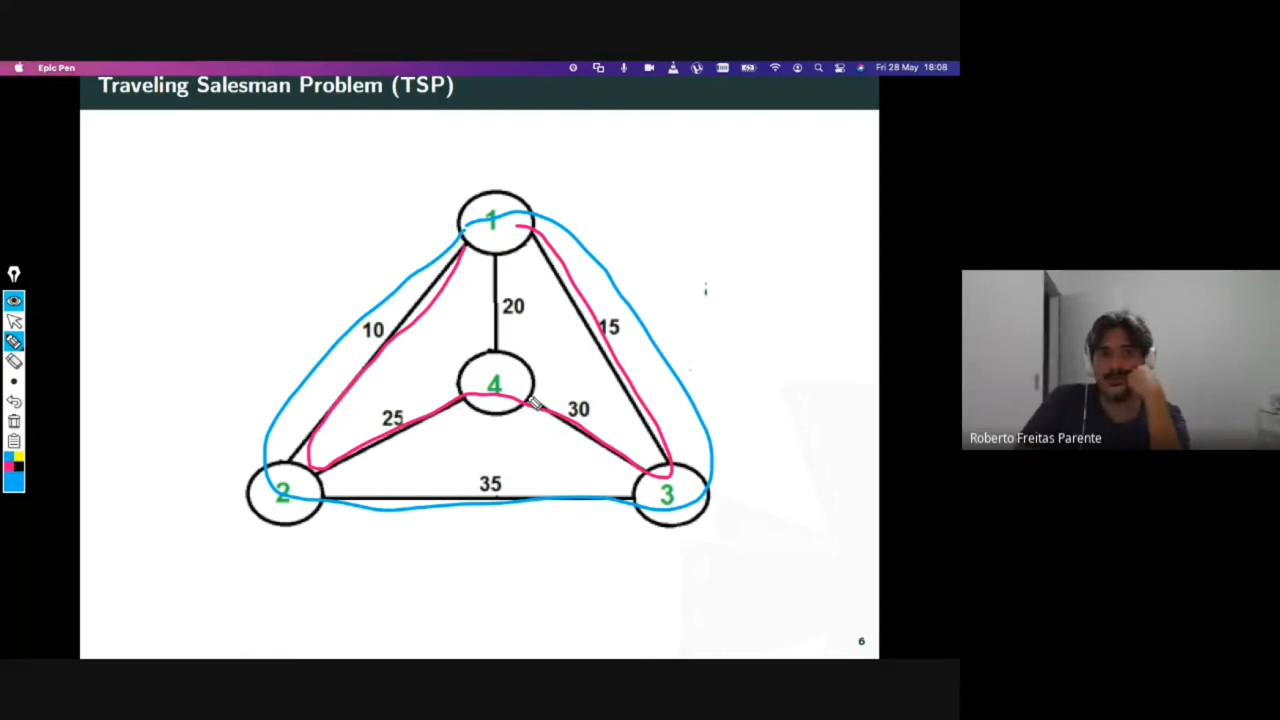 Epic Pen
Fri 28 May 18:08
Traveling Salesman Problem (TSP)
1
20
10
15
4
25
30
2
35
3
6
Roberto Freitas Parente